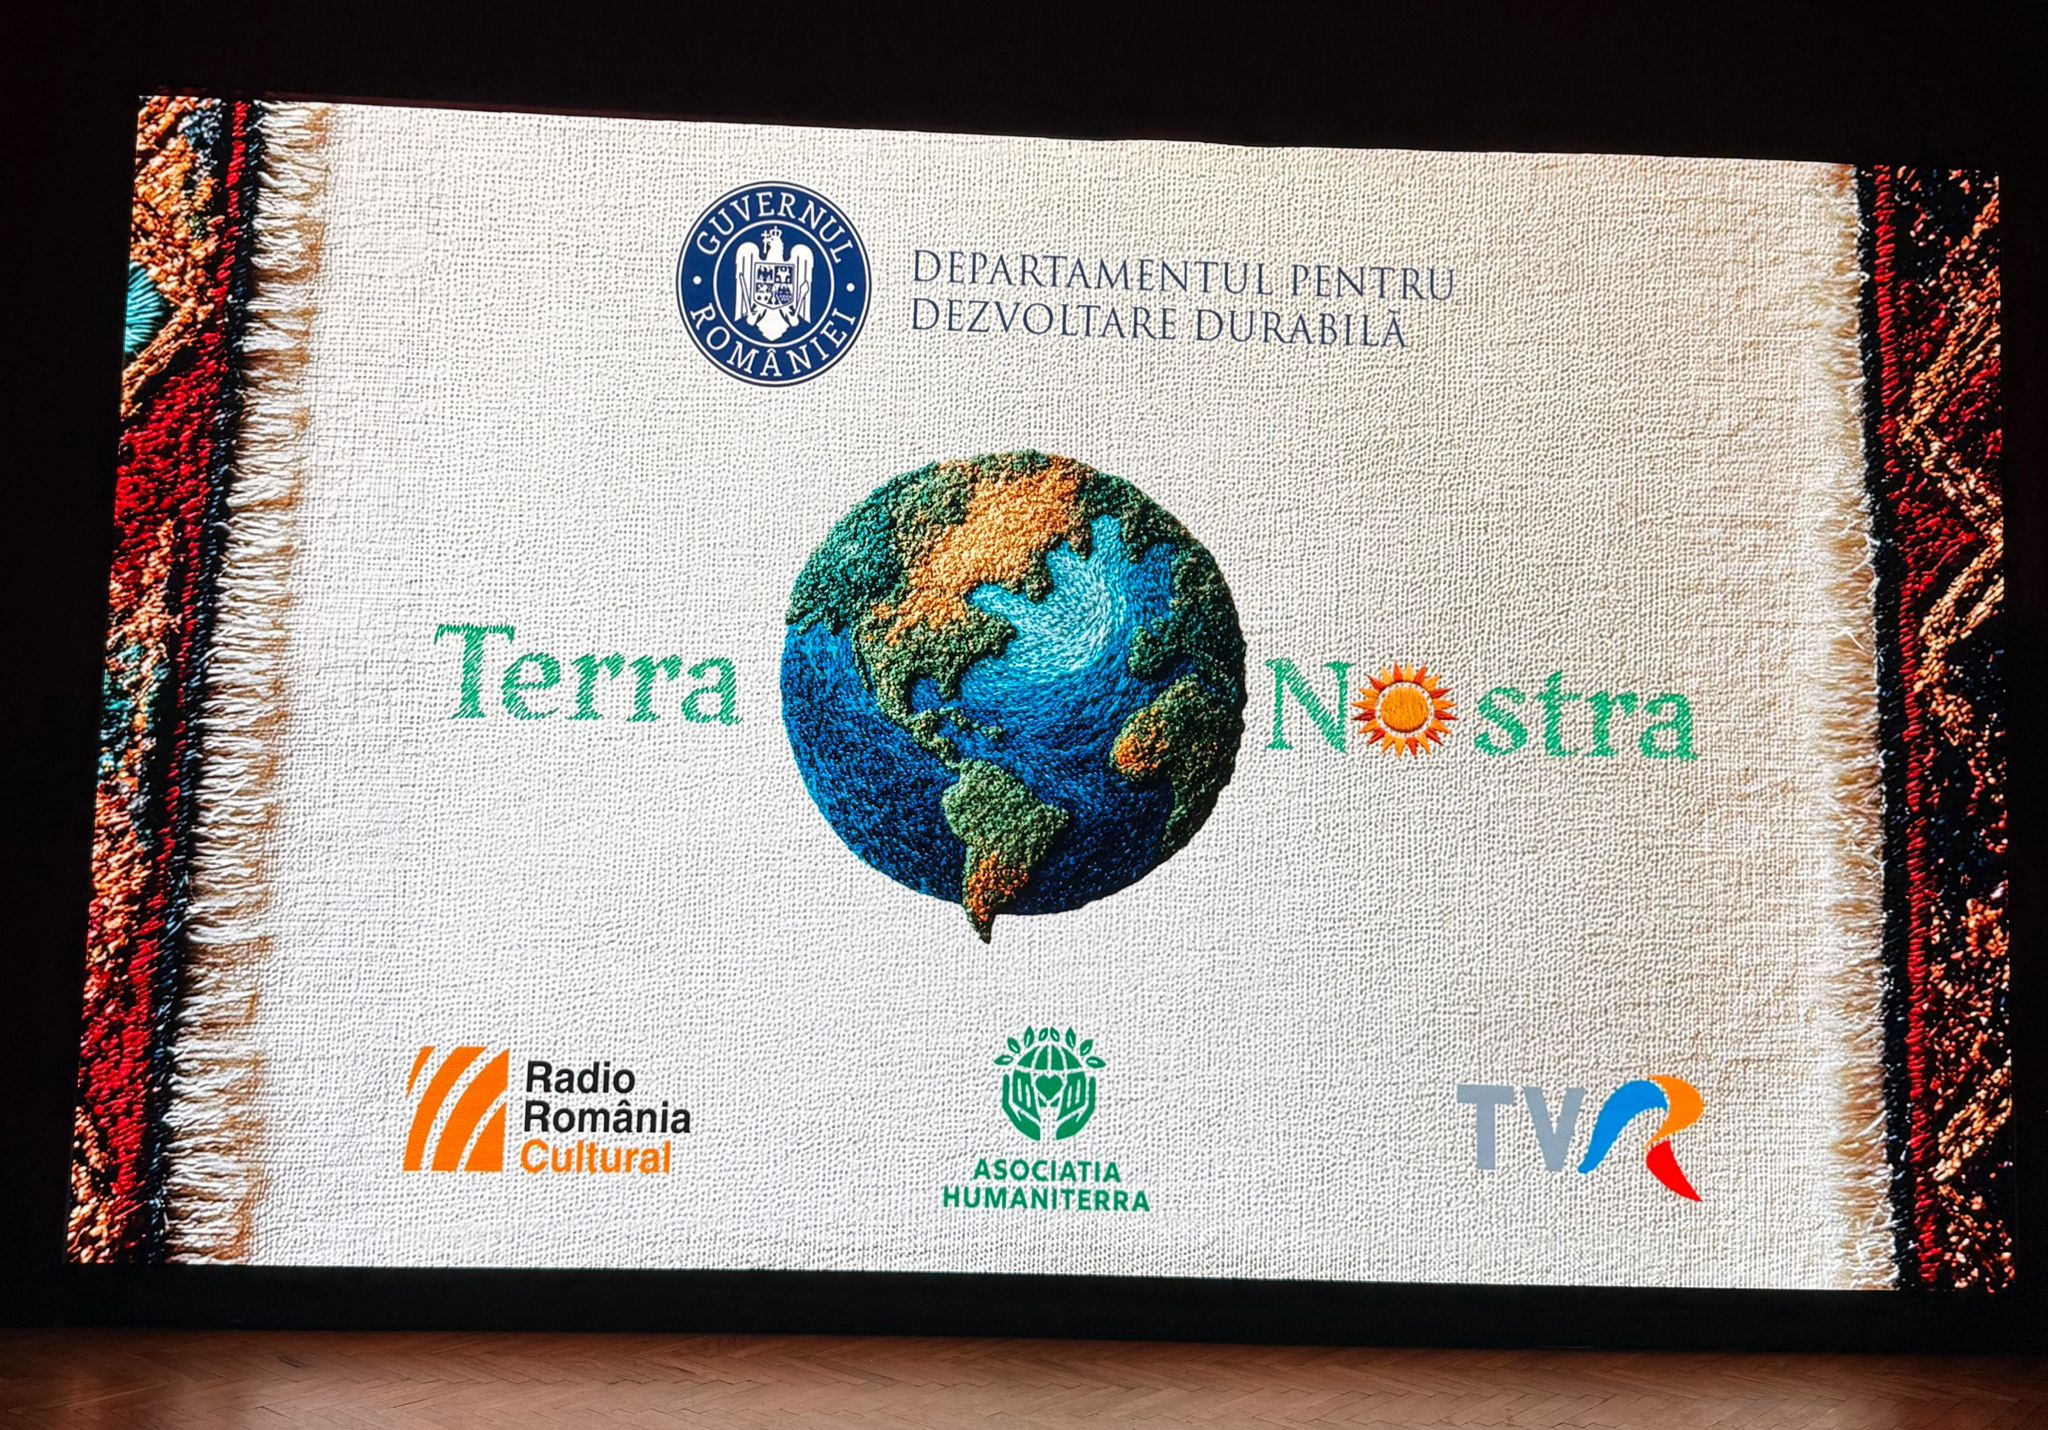 GUVERNUL ROMÂNIEI
DEPARTAMENTUL PENTRU
DEZVOLTARE DURABILĂ
Terra Nostra
Radio
România
Cultural
ASOCIATIA
HUMANITERRA
TVR